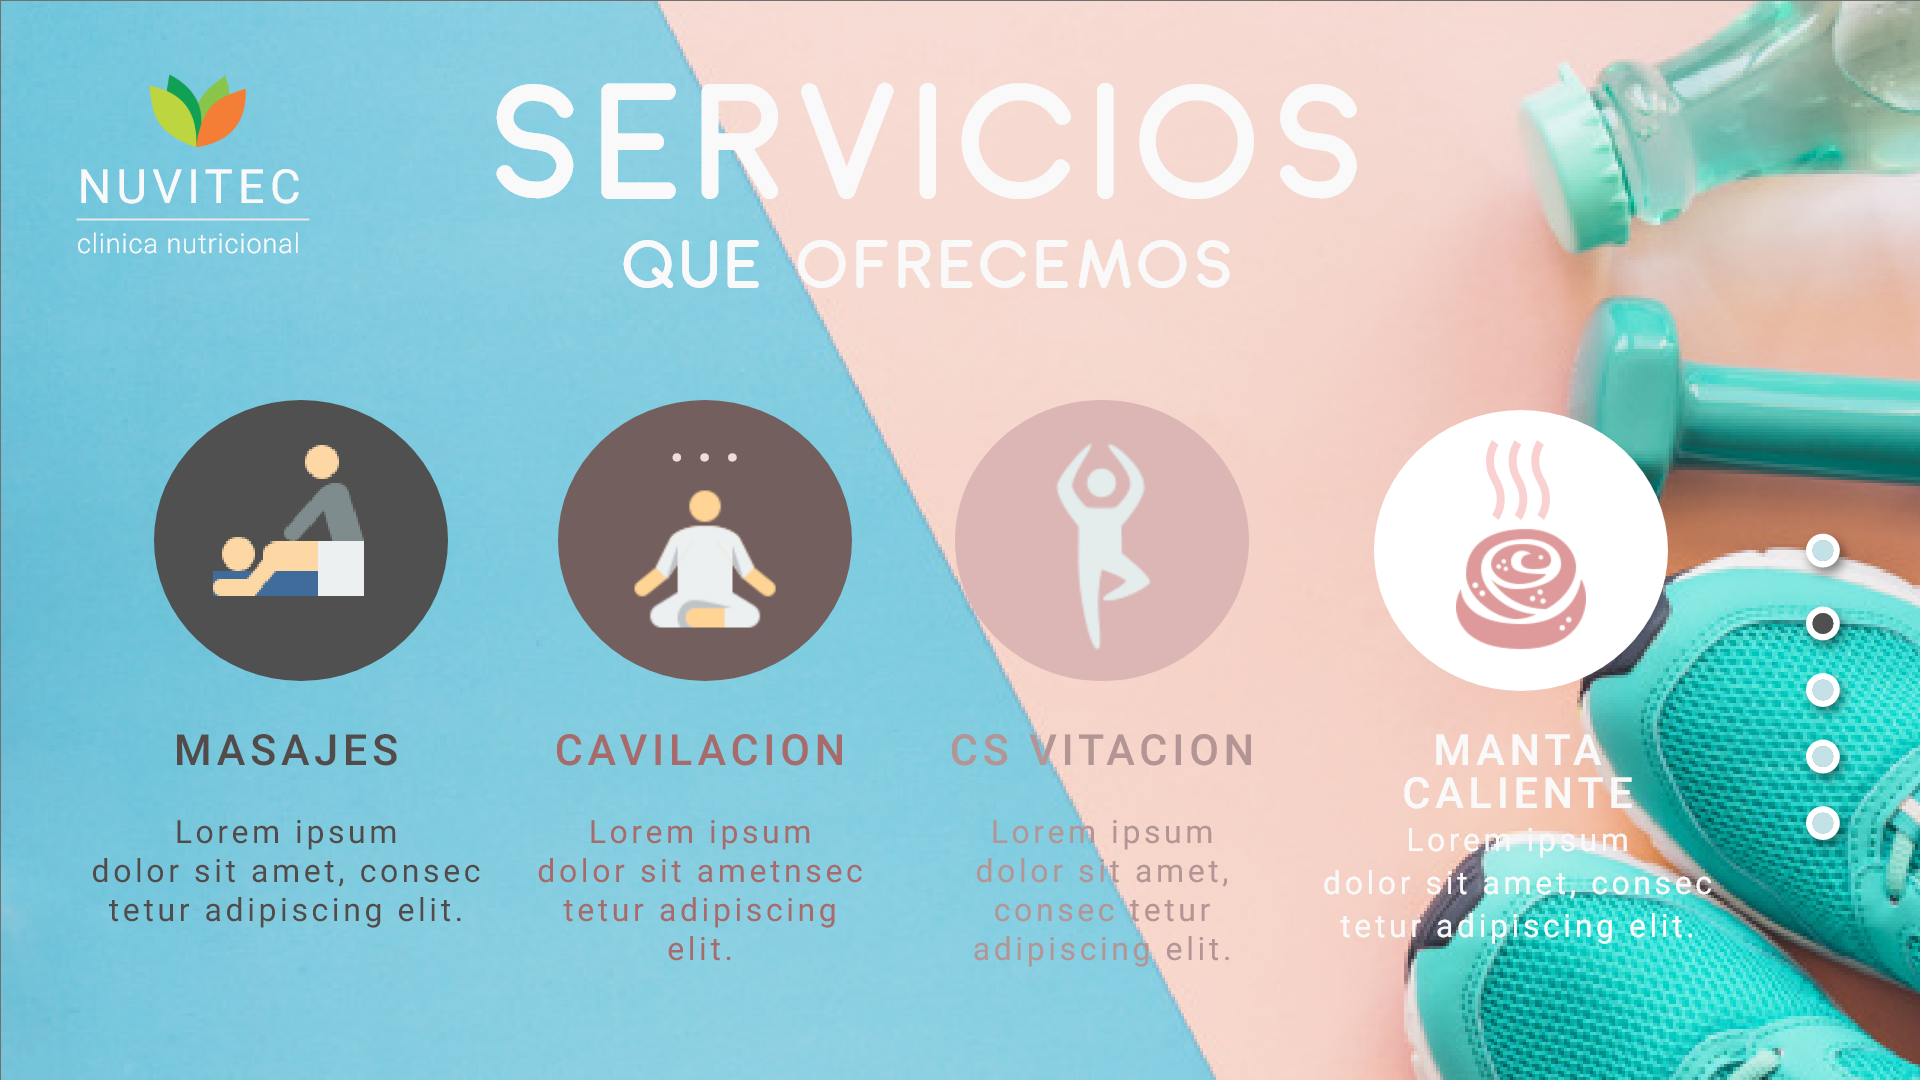 NUVITEC
clinica nutricional
SERVICIOS
QUE OFRECEMOS
MASAJES
Lorem ipsum
dolor sit amet, consec
tetur adipiscing elit.
CAVILACION
Lorem ipsum
dolor sit ametnsec
tetur adipiscing
elit.
CS VITACION
Lorem ipsum
dolor sit amet,
consec tetur
adipiscing elit.
MANTA
CALIENTE
Lorem ipsum
dolor sit amet, consec
tetur adipiscing elit.